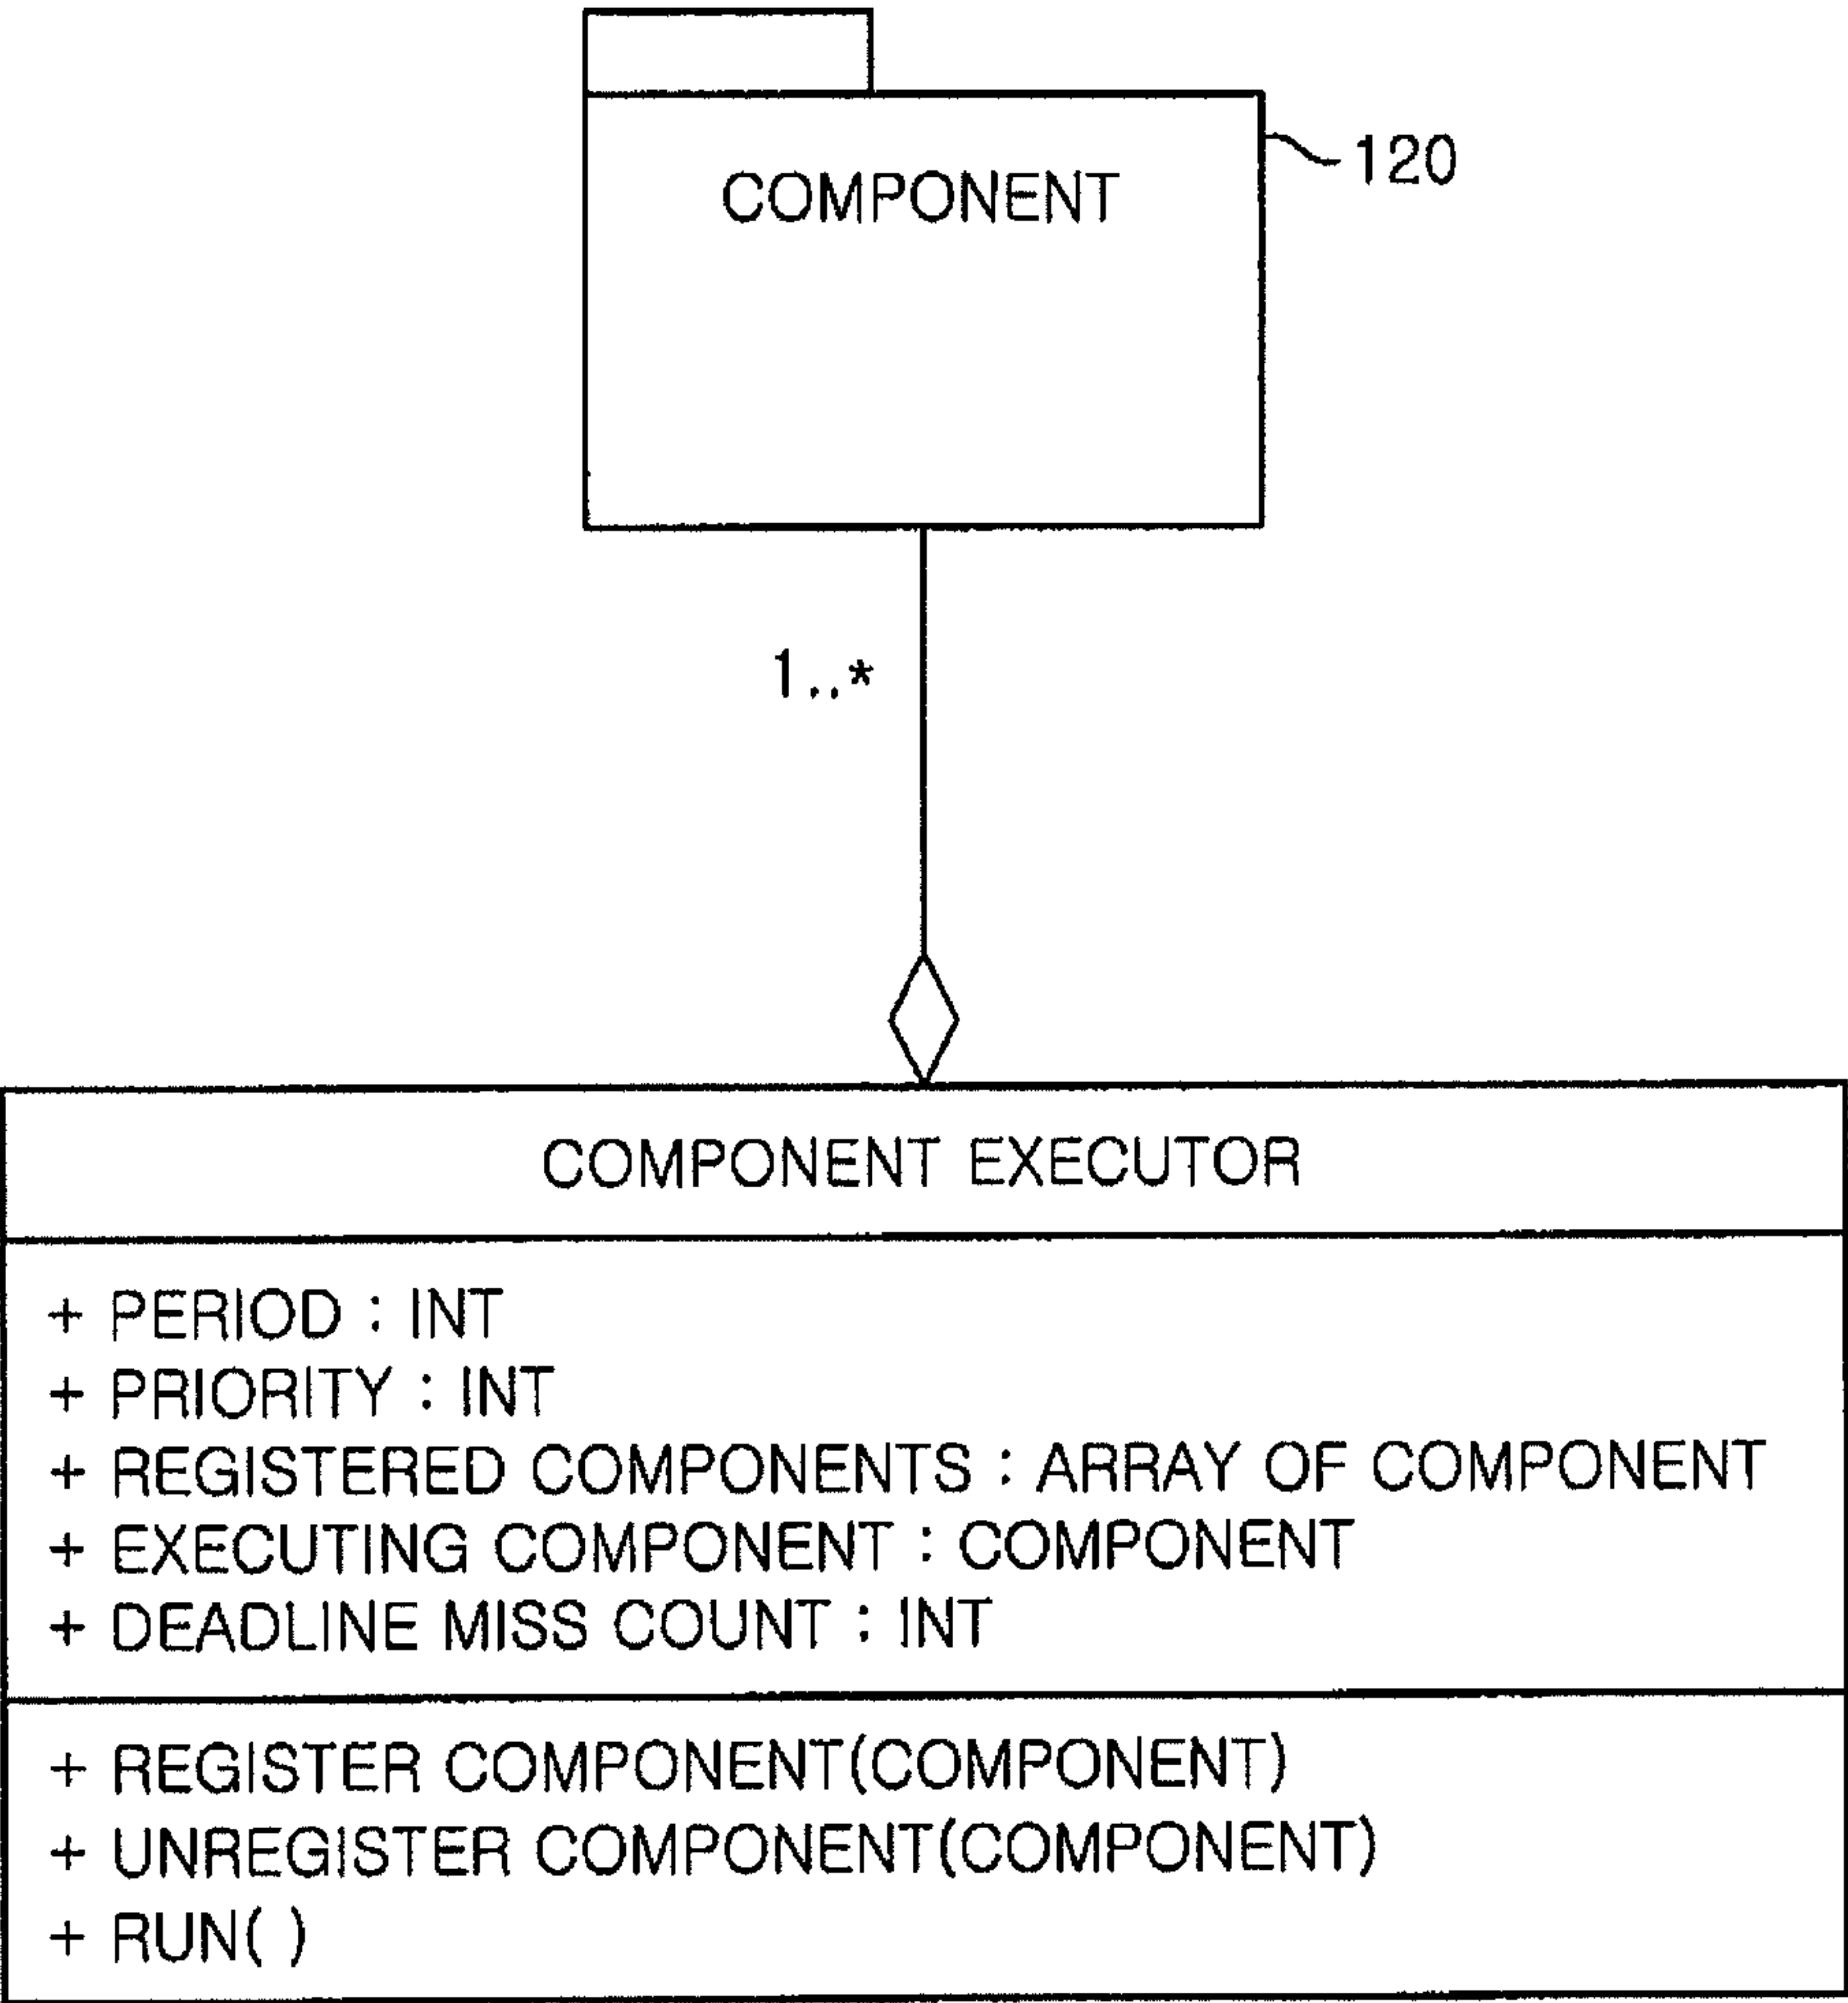 COMPONENT
120
1..*
COMPONENT EXECUTOR
+ PERIOD : INT
+ PRIORITY : INT
+ REGISTERED COMPONENTS : ARRAY OF COMPONENT
+ EXECUTING COMPONENT : COMPONENT
+ DEADLINE MISS COUNT : INT
+ REGISTER COMPONENT(COMPONENT)
+ UNREGISTER COMPONENT(COMPONENT)
+ RUN( )